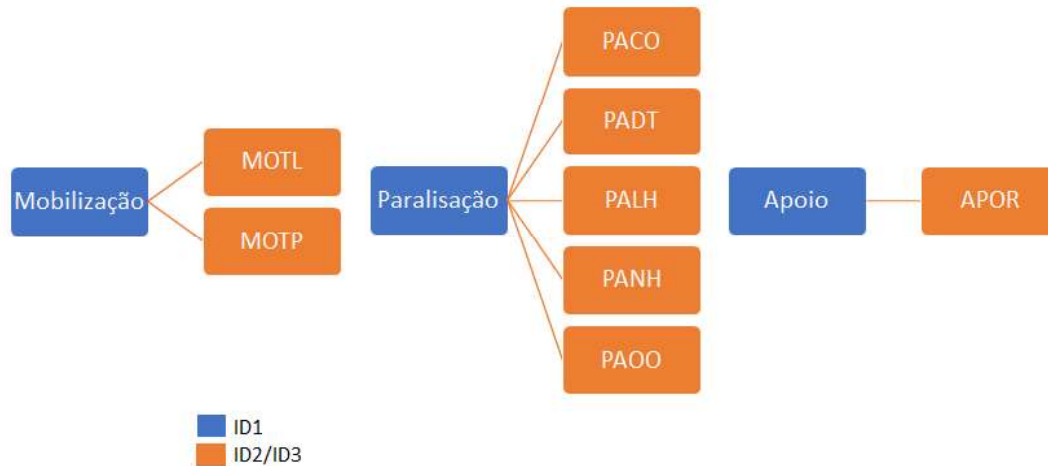 Mobilização
MOTL
MOTP
Paralisação
PACO
PADT
PALH
PANH
PAOO
Apoio
APOR
ID1
ID2/ID3